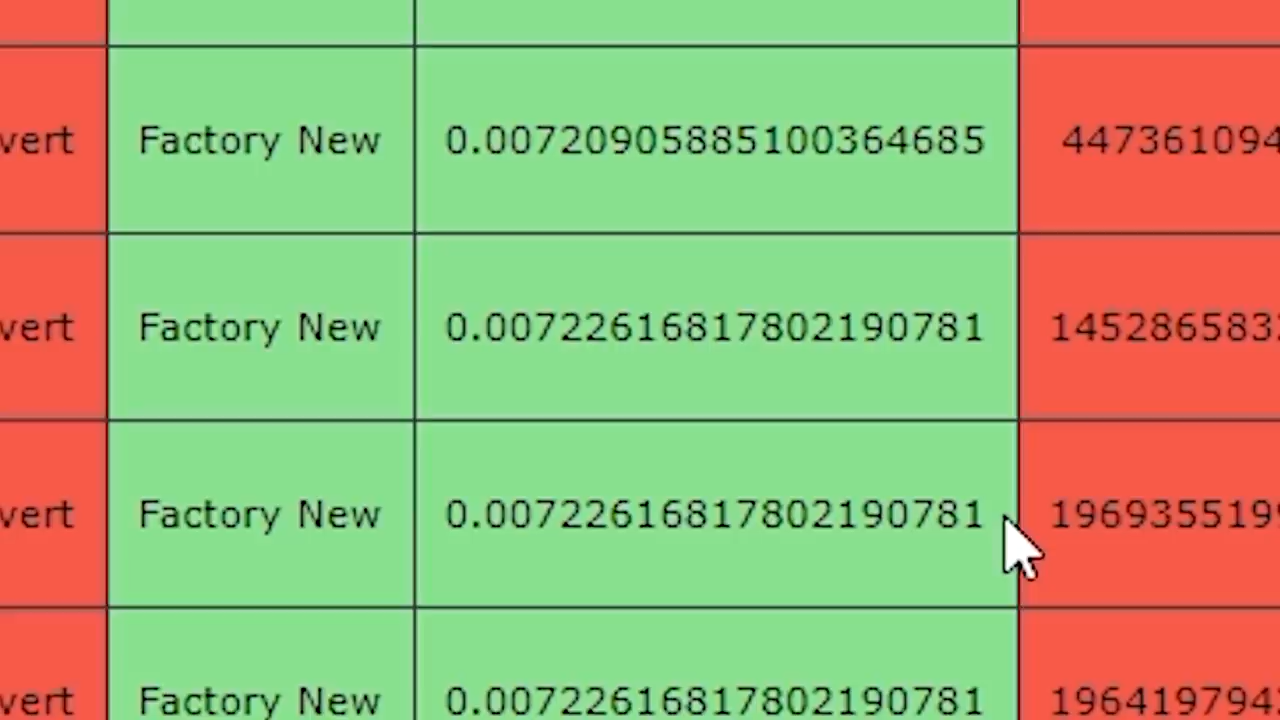 vert Factory New 0.00720905885100364685 447361094
vert Factory New 0.00722616817802190781 145286583
vert Factory New 0.00722616817802190781 196935519
vert Factory New 0.00722616817802190781 196419794